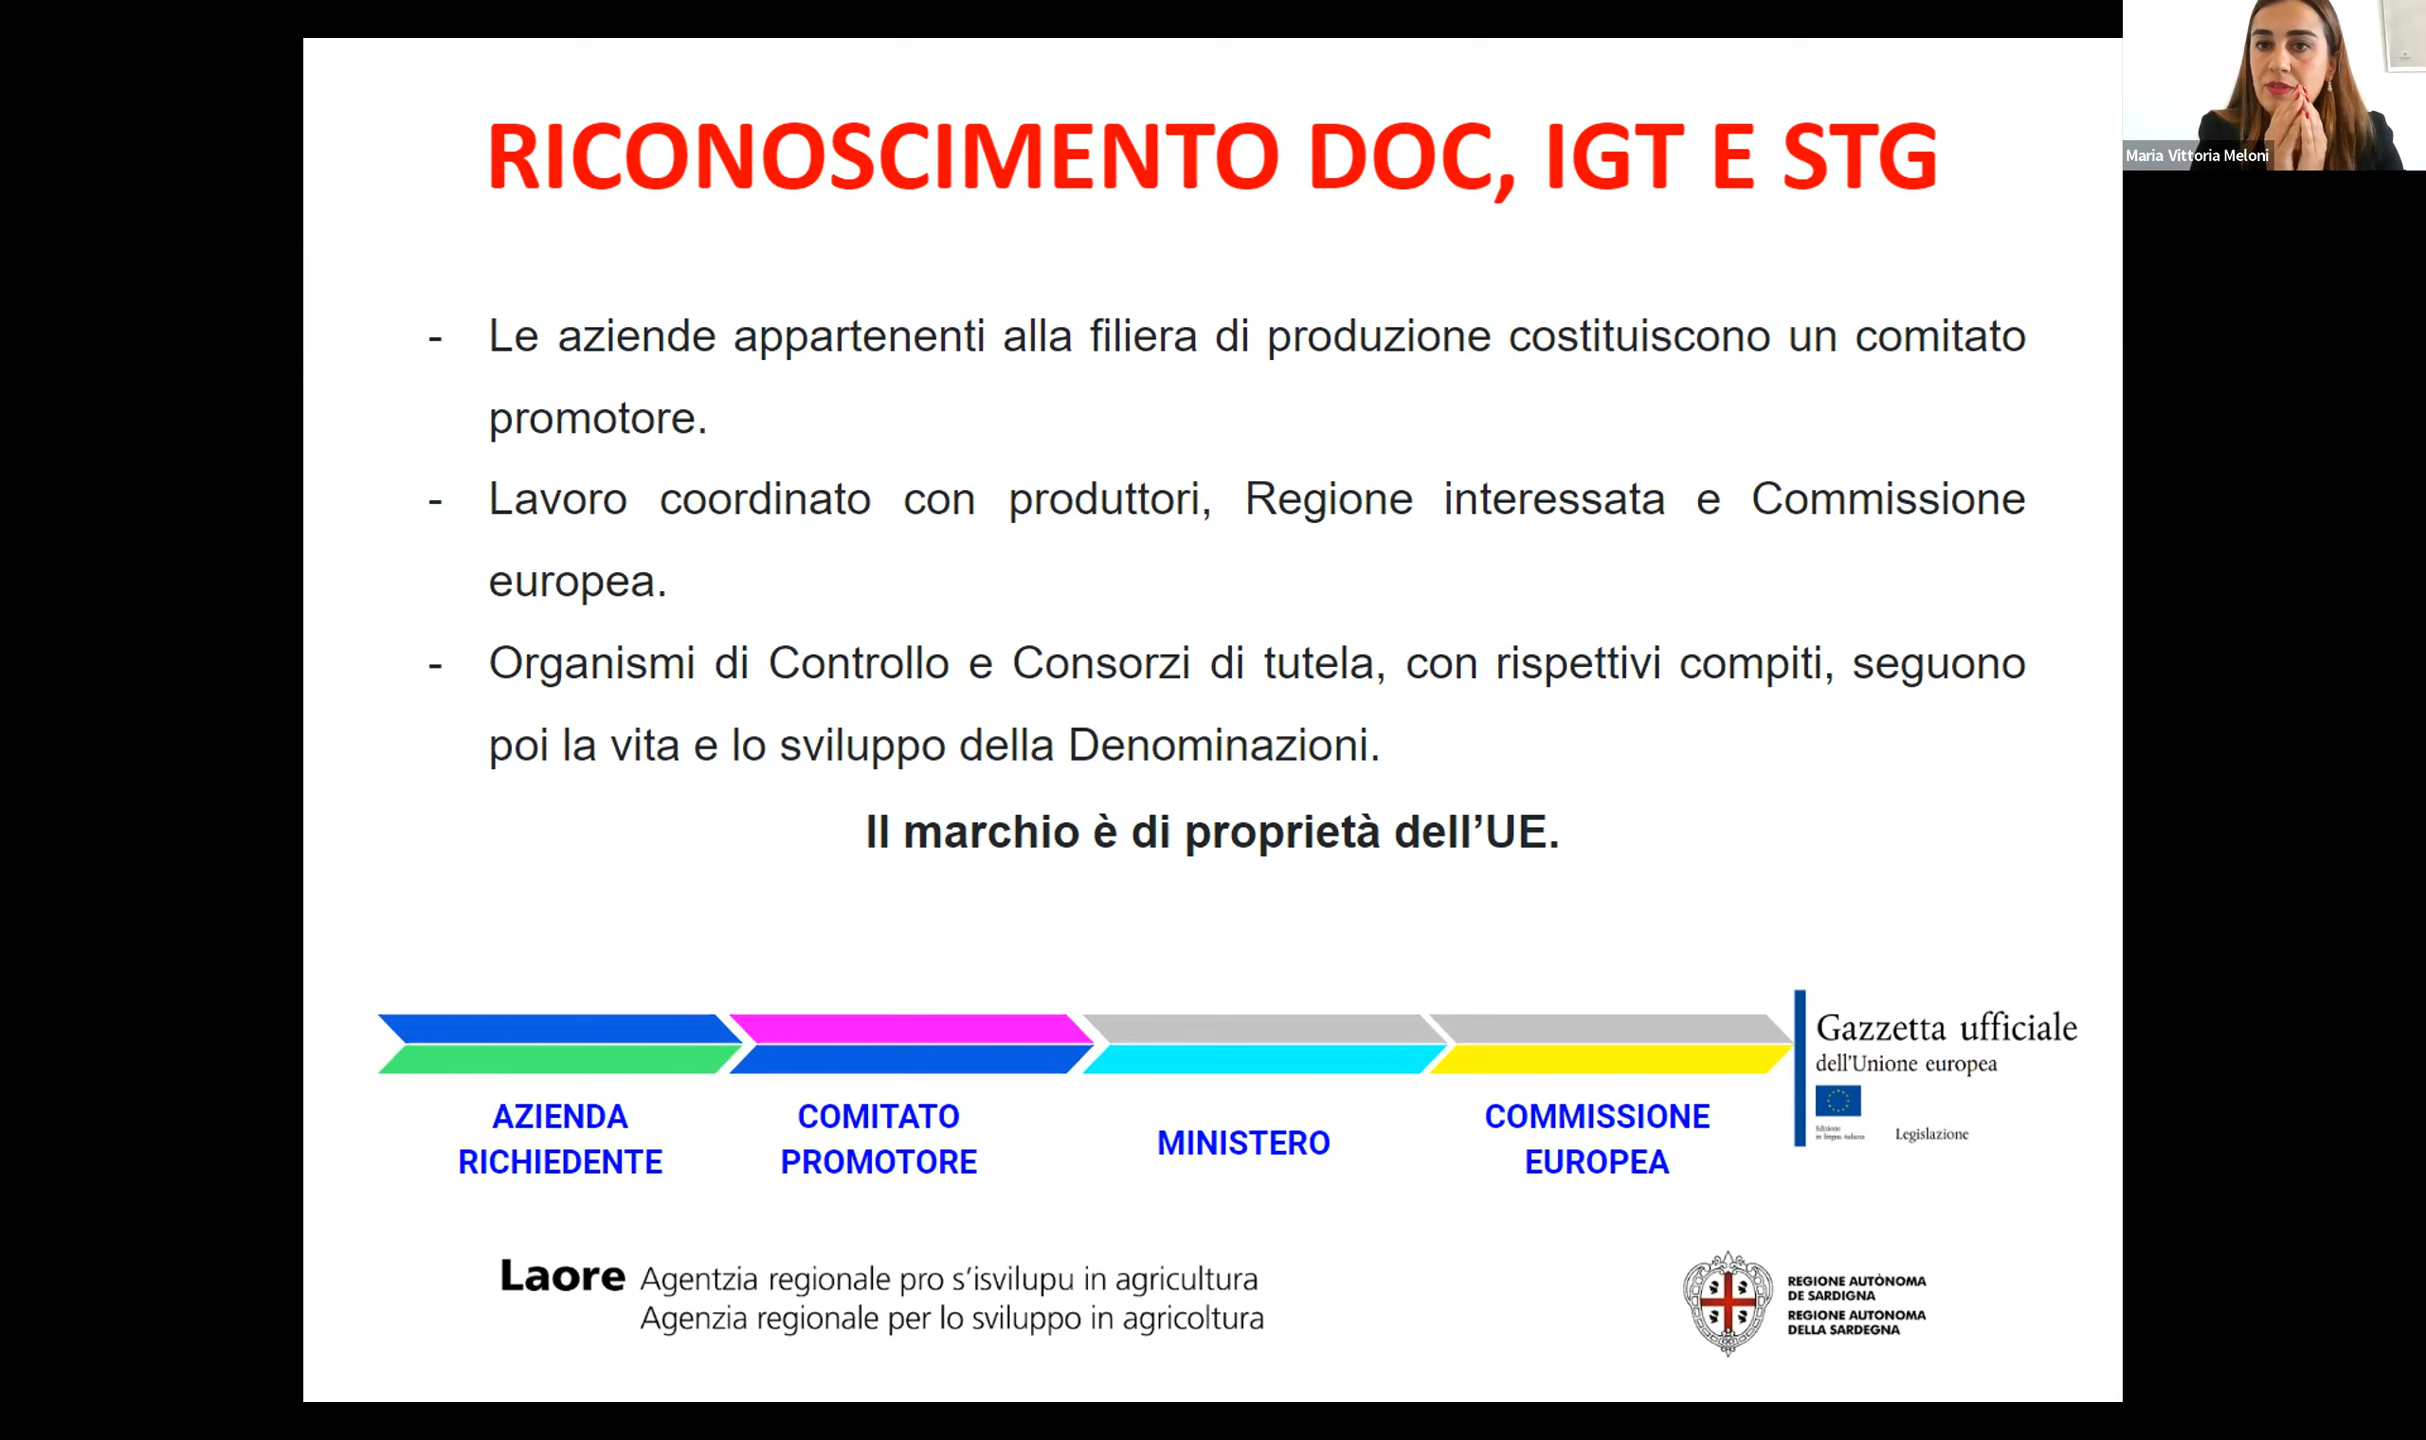 Maria Vittoria Meloni
RICONOSCIMENTO DOC, IGT E STG
- Le aziende appartenenti alla filiera di produzione costituiscono un comitato
promotore.
- Lavoro coordinato con produttori, Regione interessata e Commissione
europea.
- Organismi di Controllo e Consorzi di tutela, con rispettivi compiti, seguono
poi la vita e lo sviluppo della Denominazioni.
Il marchio è di proprietà dell’UE.
AZIENDA
RICHIEDENTE
COMITATO
PROMOTORE
MINISTERO
COMMISSIONE
EUROPEA
Gazzetta ufficiale
dell'Unione europea
Edizione
in lingua italiana
Legislazione
Laore Agentzia regionale pro s'isvilupu in agricultura
Agenzia regionale per lo sviluppo in agricoltura
REGIONE AUTÒNOMA
DE SARDIGNA
REGIONE AUTONOMA
DELLA SARDEGNA